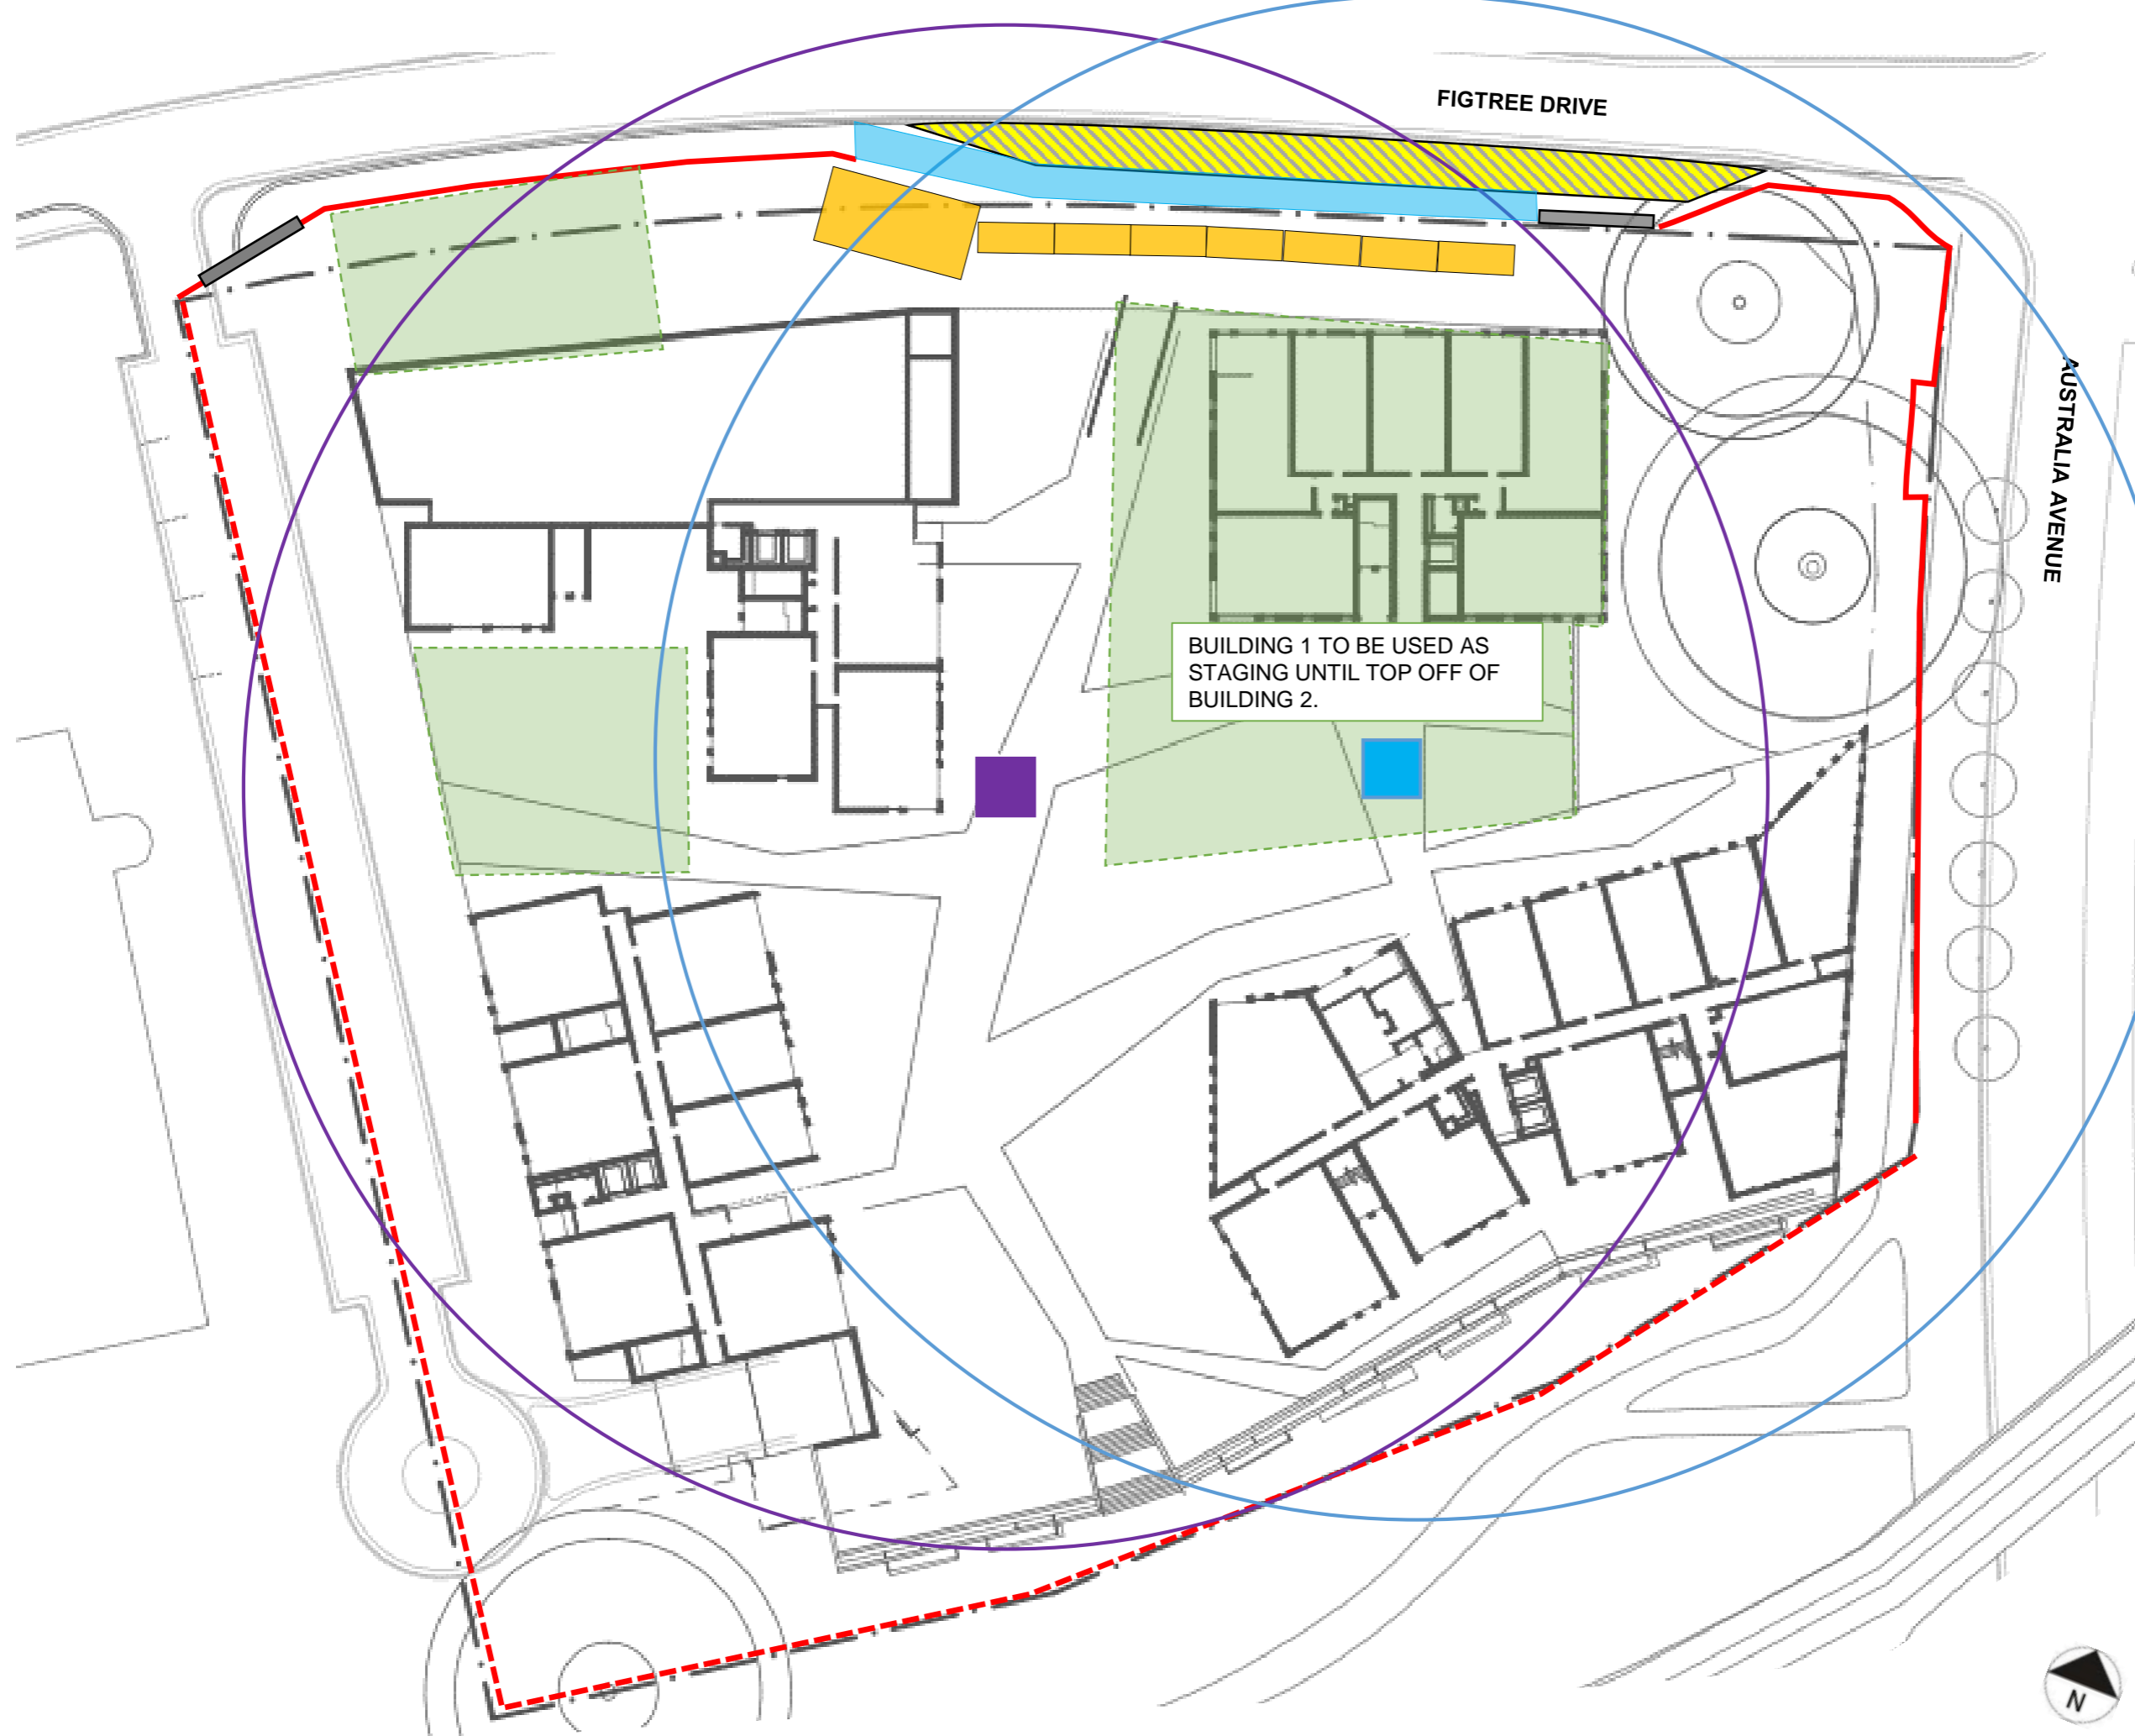 FIGTREE DRIVE
AUSTRALIA AVENUE
BUILDING 1 TO BE USED AS
STAGING UNTIL TOP OFF OF
BUILDING 2.
N